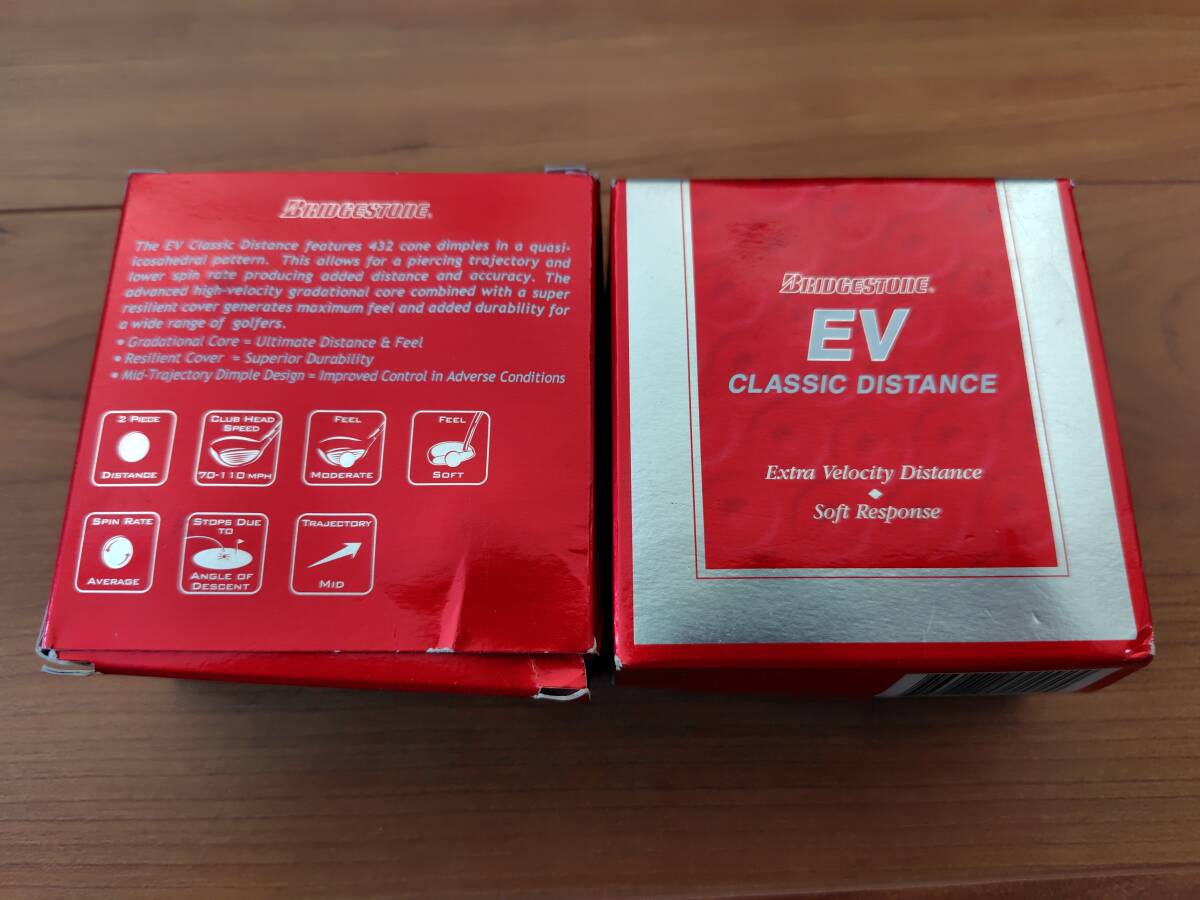 BRIDGESTONE
The EV Classic Distance features 432 cone dimples in a quasi-
icosahedral pattern. This allows for a piercing trajectory and
lower spin rate producing added distance and accuracy. The
advanced high-velocity gradational core combined with a super
resilient cover generates maximum feel and added durability for
a wide range of golfers.
• Gradational Core = Ultimate Distance & Feel
• Resilient Cover = Superior Durability
• Mid-Trajectory Dimple Design = Improved Control in Adverse Conditions
2 PIECE
DISTANCE
CLUB HEAD
SPEED
70-110 MPH
FEEL
MODERATE
FEEL
SOFT
SPIN RATE
AVERAGE
STOPS DUE
TO
ANGLE OF
DESCENT
TRAJECTORY
MID
BRIDGESTONE
EV
CLASSIC DISTANCE
Extra Velocity Distance
Soft Response